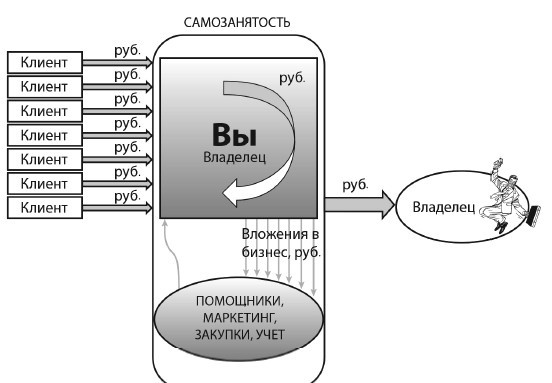 САМОЗАНЯТОСТЬ
Клиент
руб.
Клиент
руб.
Клиент
руб.
Клиент
руб.
Клиент
руб.
Клиент
руб.
Клиент
руб.
руб.
Вы
Владелец
руб.
Владелец
Вложения в
бизнес, руб.
ПОМОЩНИКИ,
МАРКЕТИНГ,
ЗАКУПКИ, УЧЕТ